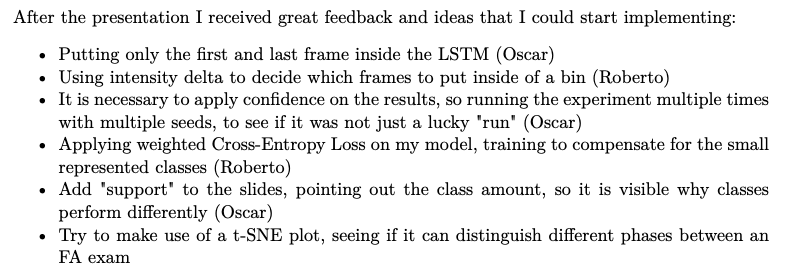 After the presentation I received great feedback and ideas that I could start implementing:
• Putting only the first and last frame inside the LSTM (Oscar)
• Using intensity delta to decide which frames to put inside of a bin (Roberto)
• It is necessary to apply confidence on the results, so running the experiment multiple times
with multiple seeds, to see if it was not just a lucky "run" (Oscar)
• Applying weighted Cross-Entropy Loss on my model, training to compensate for the small
represented classes (Roberto)
• Add "support" to the slides, pointing out the class amount, so it is visible why classes
perform differently (Oscar)
• Try to make use of a t-SNE plot, seeing if it can distinguish different phases between an
FA exam